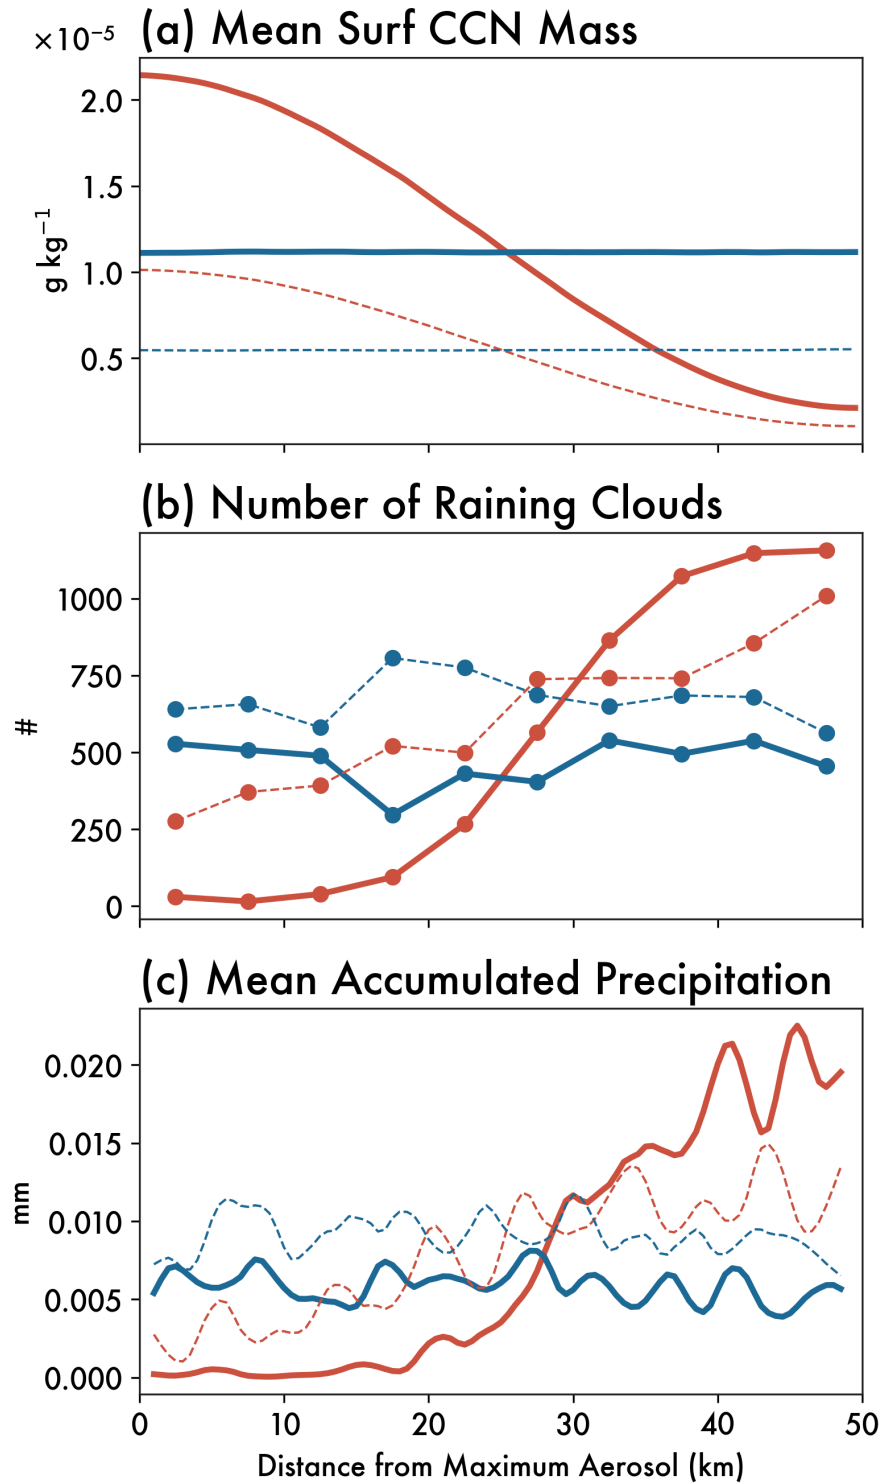 (a) Mean Surf CCN Mass
×10⁻⁵
2.0
1.5
1.0
0.5
g kg⁻¹
(b) Number of Raining Clouds
1000
750
500
250
0
#
(c) Mean Accumulated Precipitation
0.020
0.015
0.010
0.005
0.000
mm
0 10 20 30 40 50
Distance from Maximum Aerosol (km)